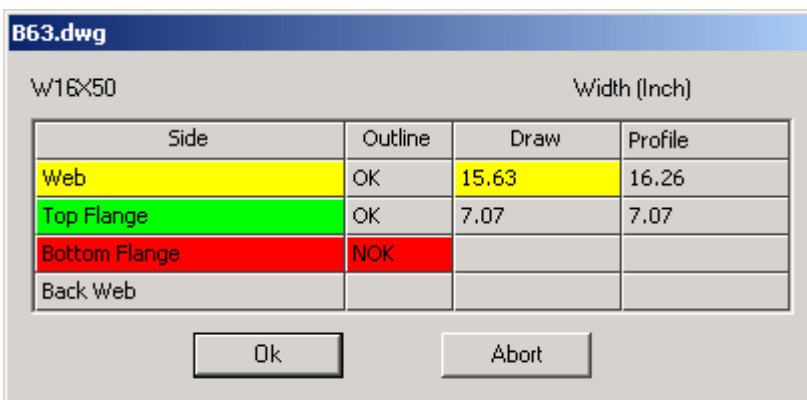 B63.dwg
W16X50 Width (Inch)
Side Outline Draw Profile
Web OK 15.63 16.26
Top Flange OK 7.07 7.07
Bottom Flange NOK
Back Web
Ok Abort